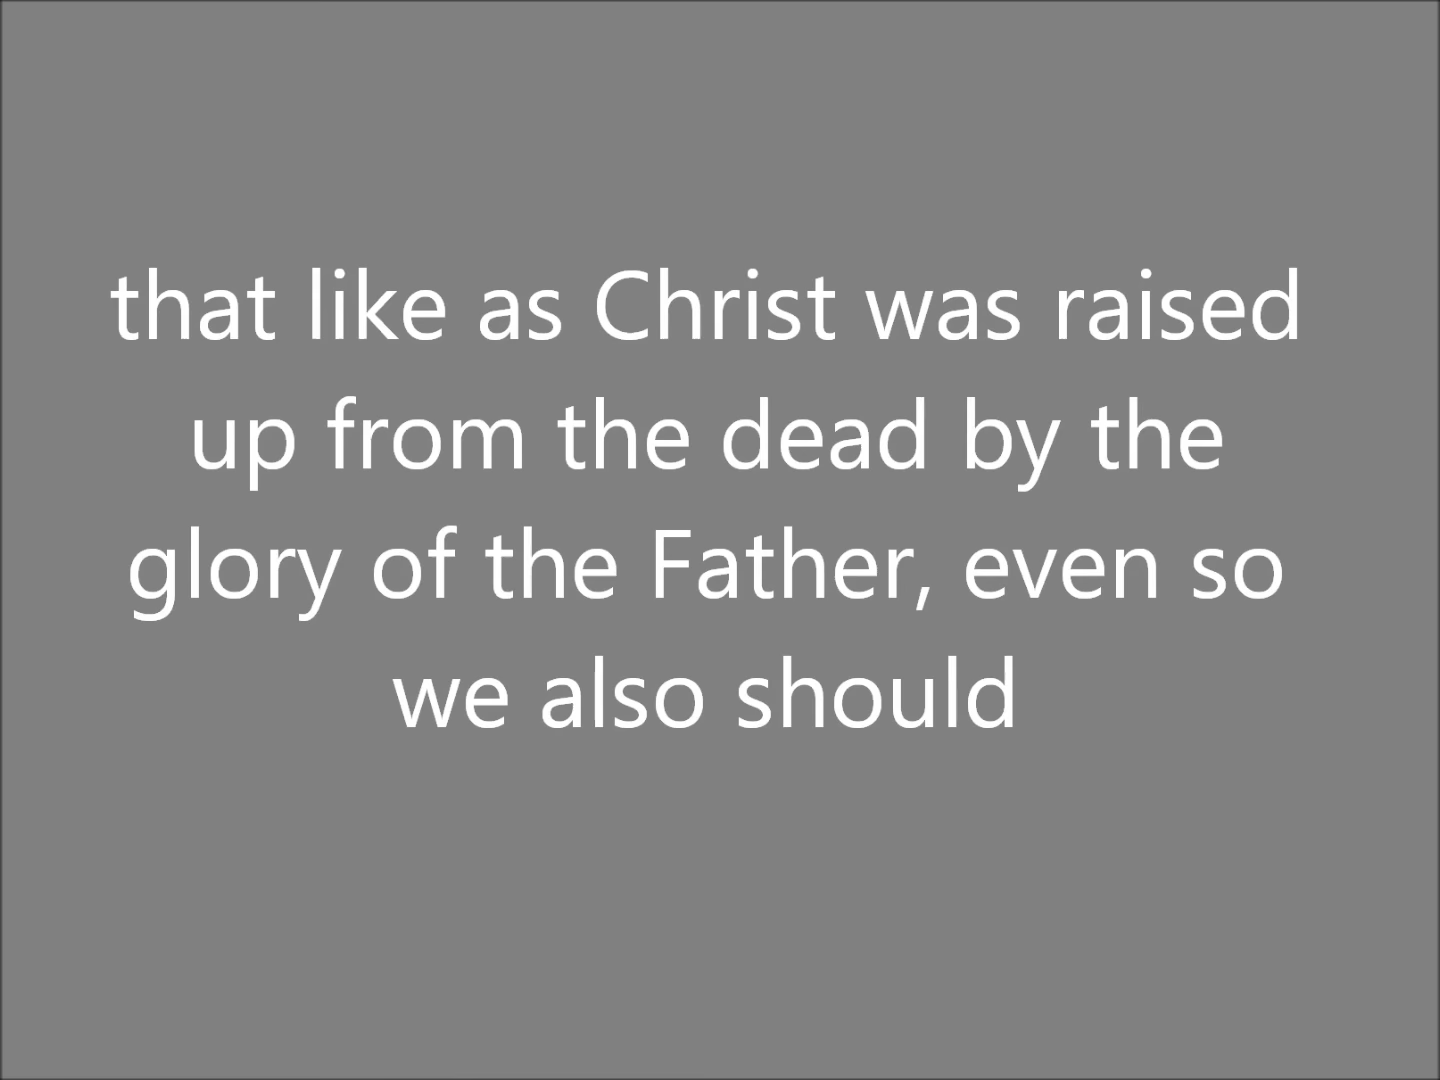 that like as Christ was raised
up from the dead by the
glory of the Father, even so
we also should